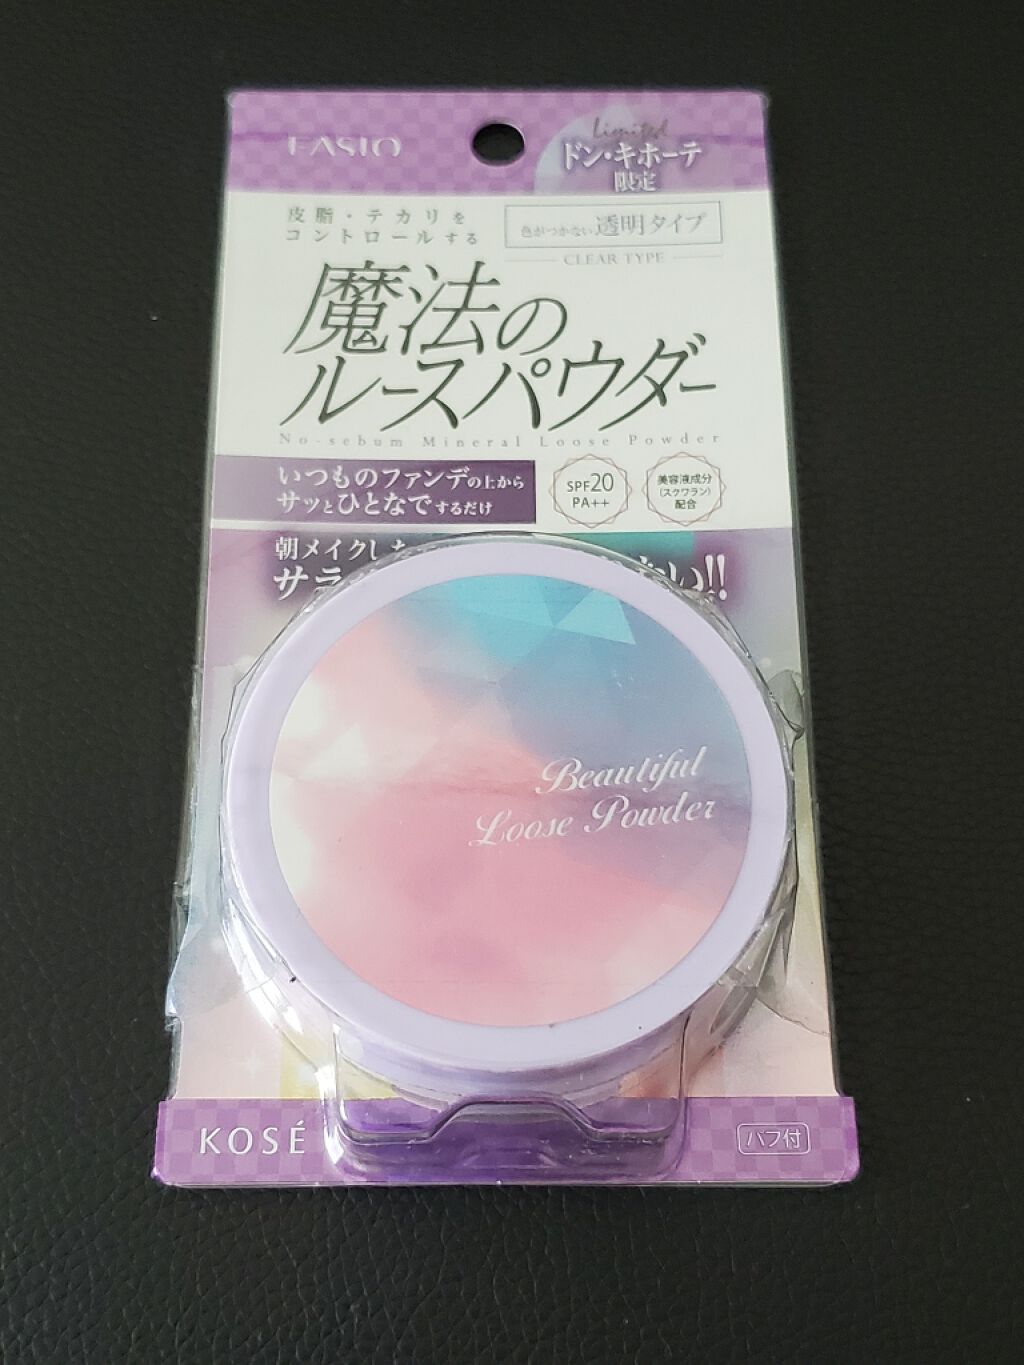 FASIO
Limited
ドン・キホーテ
限定
皮脂・テカリを
コントロールする
色がつかない透明タイプ
CLEAR TYPE
魔法の
ルースパウダー
No-sebum Mineral Loose Powder
いつものファンデの上から
サッとひとなでするだけ
SPF20
PA++
美容液成分
(スクワラン)
配合
朝メイクした
サラ
ない!!
Beautiful
Loose Powder
KOSÉ
パフ付